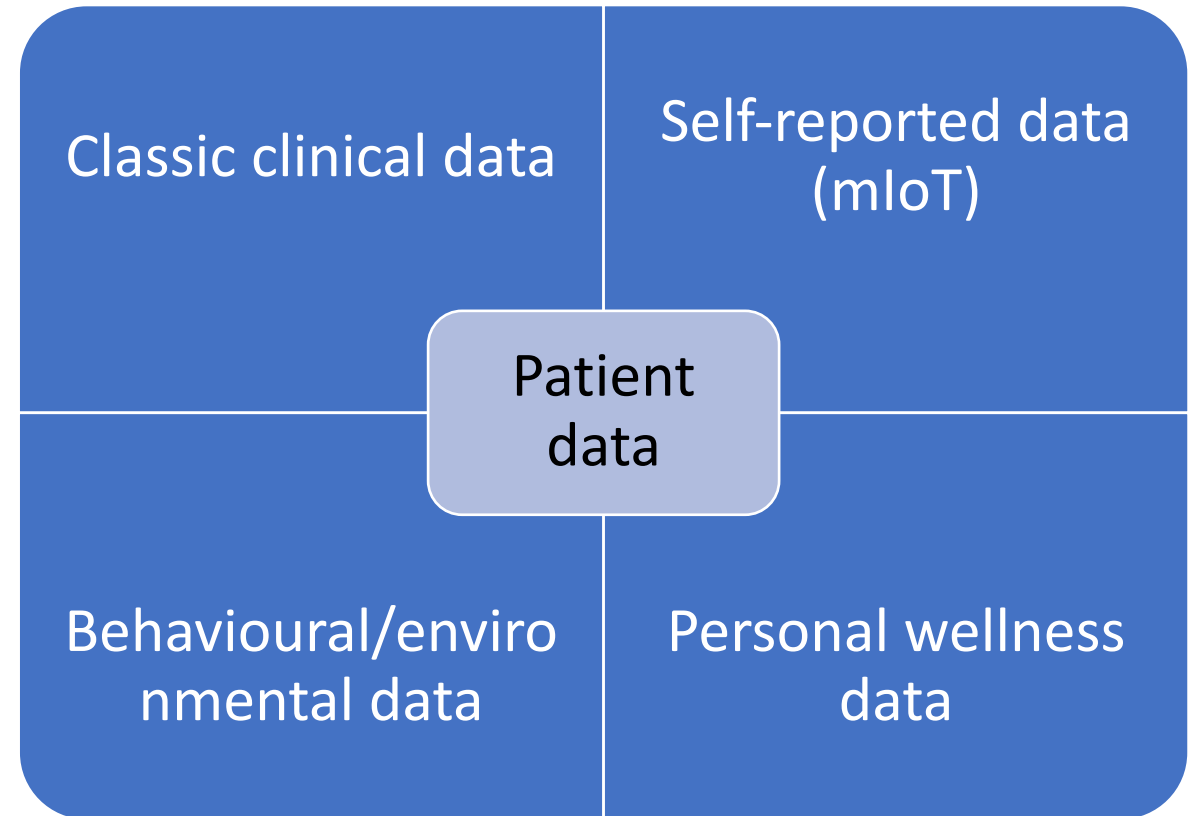 Classic clinical data
Self-reported data
(mIoT)
Patient
data
Behavioural/enviro
nmental data
Personal wellness
data